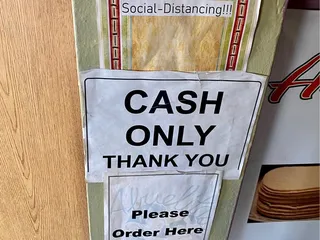 Social-Distancing!!!
CASH
ONLY
THANK YOU
Please
Order Here